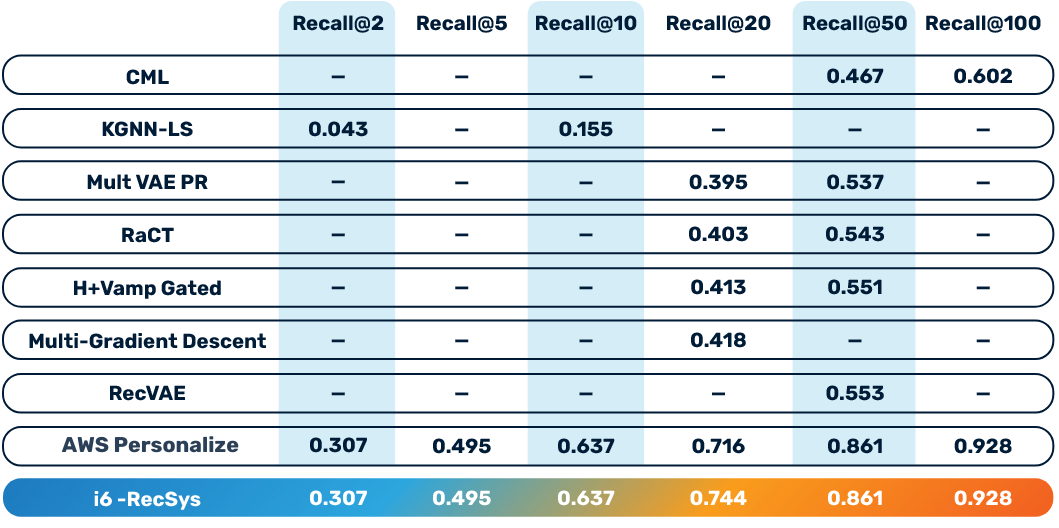 Recall@2 Recall@5 Recall@10 Recall@20 Recall@50 Recall@100
CML – – – – 0.467 0.602
KGNN-LS 0.043 – 0.155 – – –
Mult VAE PR – – – 0.395 0.537 –
RaCT – – – 0.403 0.543 –
H+Vamp Gated – – – 0.413 0.551 –
Multi-Gradient Descent – – – 0.418 – –
RecVAE – – – – 0.553 –
AWS Personalize 0.307 0.495 0.637 0.716 0.861 0.928
i6 -RecSys 0.307 0.495 0.637 0.744 0.861 0.928